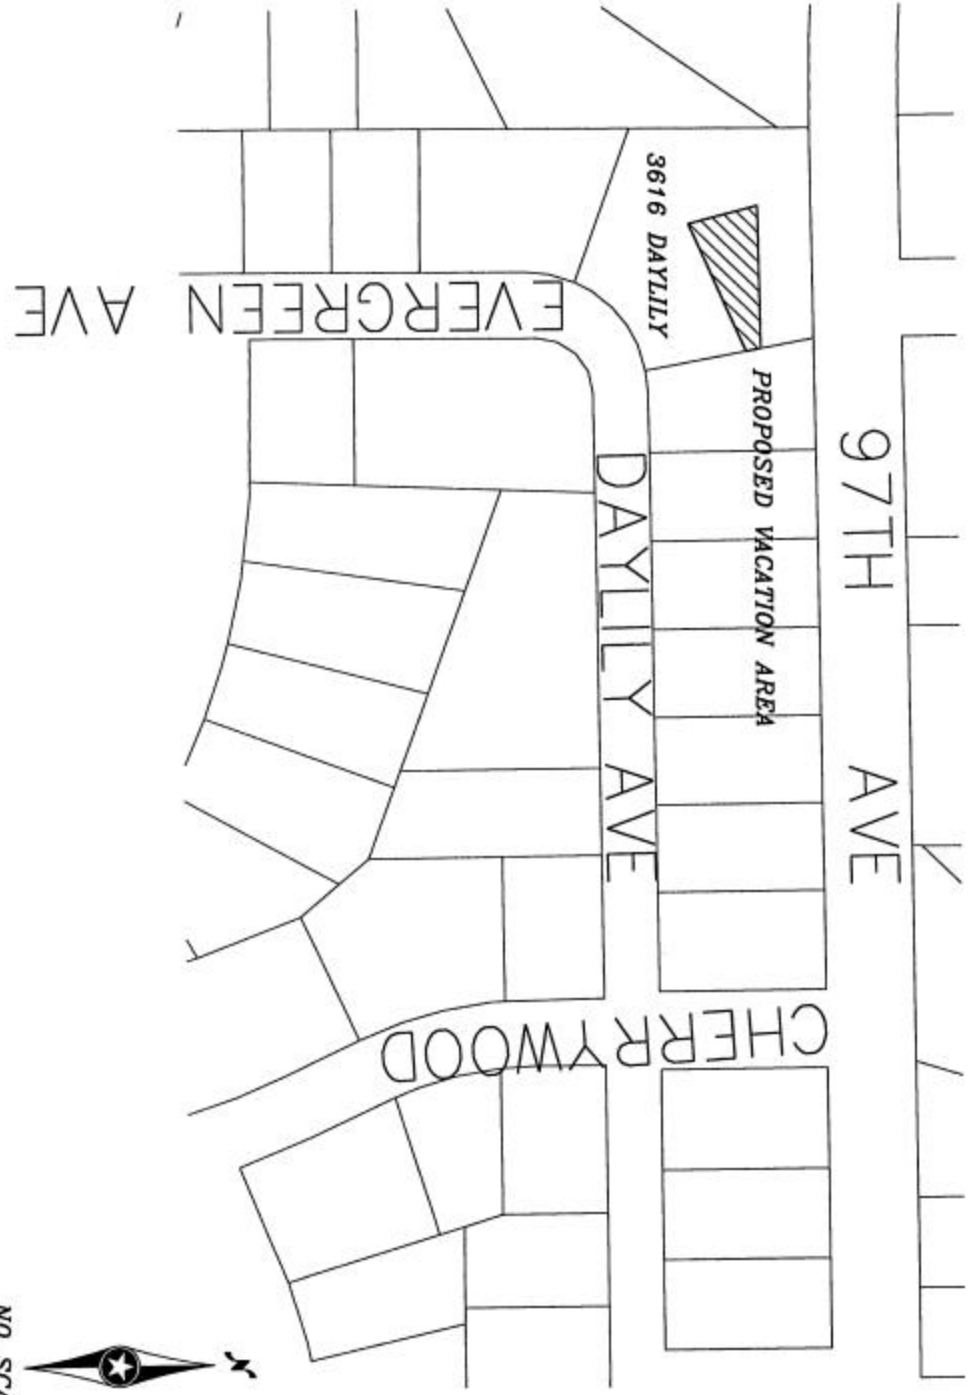 3616 DAYLILY
EVERGREEN AVE
PROPOSED VACATION AREA
97TH AVE
DAYLILY AVE
CHERRYWOOD
N